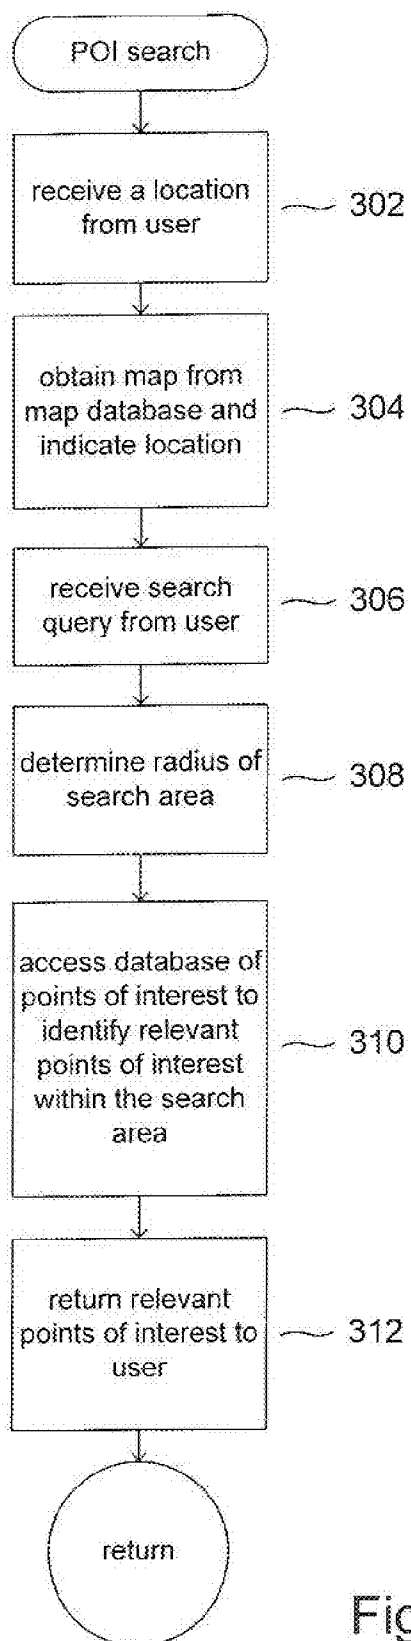 POI search
receive a location
from user
302
obtain map from
map database and
indicate location
304
receive search
query from user
306
determine radius of
search area
308
access database of
points of interest to
identify relevant
points of interest
within the search
area
310
return relevant
points of interest to
user
312
return
Fig